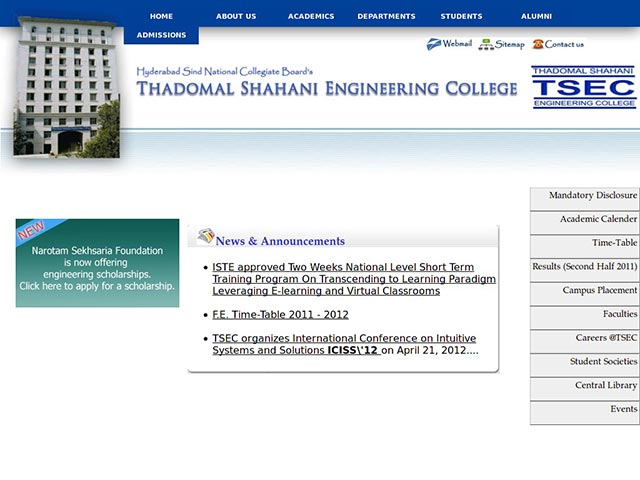 HOME ABOUT US ACADEMICS DEPARTMENTS STUDENTS ALUMNI
ADMISSIONS
Webmail Sitemap Contact us
Hyderabad Sind National Collegiate Board's
THADOMAL SHAHANI ENGINEERING COLLEGE
THADOMAL SHAHANI
TSEC
ENGINEERING COLLEGE
NEW
Narotam Sekhsaria Foundation
is now offering
engineering scholarships.
Click here to apply for a scholarship.
News & Announcements
ISTE approved Two Weeks National Level Short Term
Training Program On Transcending to Learning Paradigm
Leveraging E-learning and Virtual Classrooms
F.E. Time-Table 2011 - 2012
TSEC organizes International Conference on Intuitive
Systems and Solutions ICISS\'12 on April 21, 2012....
Mandatory Disclosure
Academic Calender
Time-Table
Results (Second Half 2011)
Campus Placement
Faculties
Careers @TSEC
Student Societies
Central Library
Events